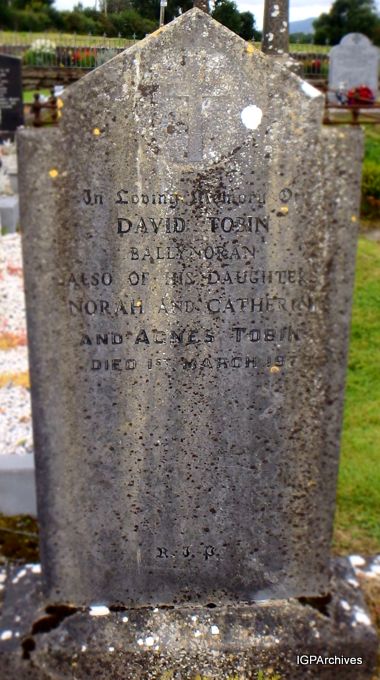 In Loving Memory Of
DAVID TOBIN
BALLYNORAN
ALSO OF HIS DAUGHTERS
NORAH AND CATHERINE
AND AGNES TOBIN
DIED 1ST MARCH
R.I.P.
IGPArchives